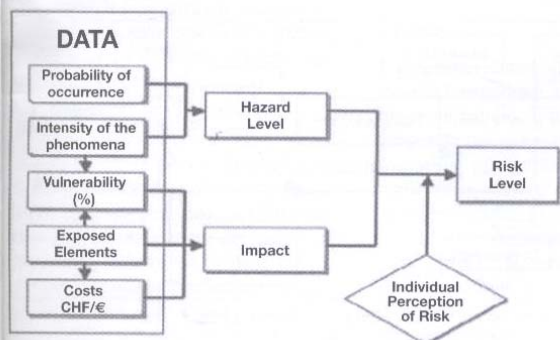 DATA
Probability of
occurrence
Intensity of the
phenomena
Vulnerability
(%)
Exposed
Elements
Costs
CHF/€
Hazard
Level
Impact
Risk
Level
Individual
Perception
of Risk